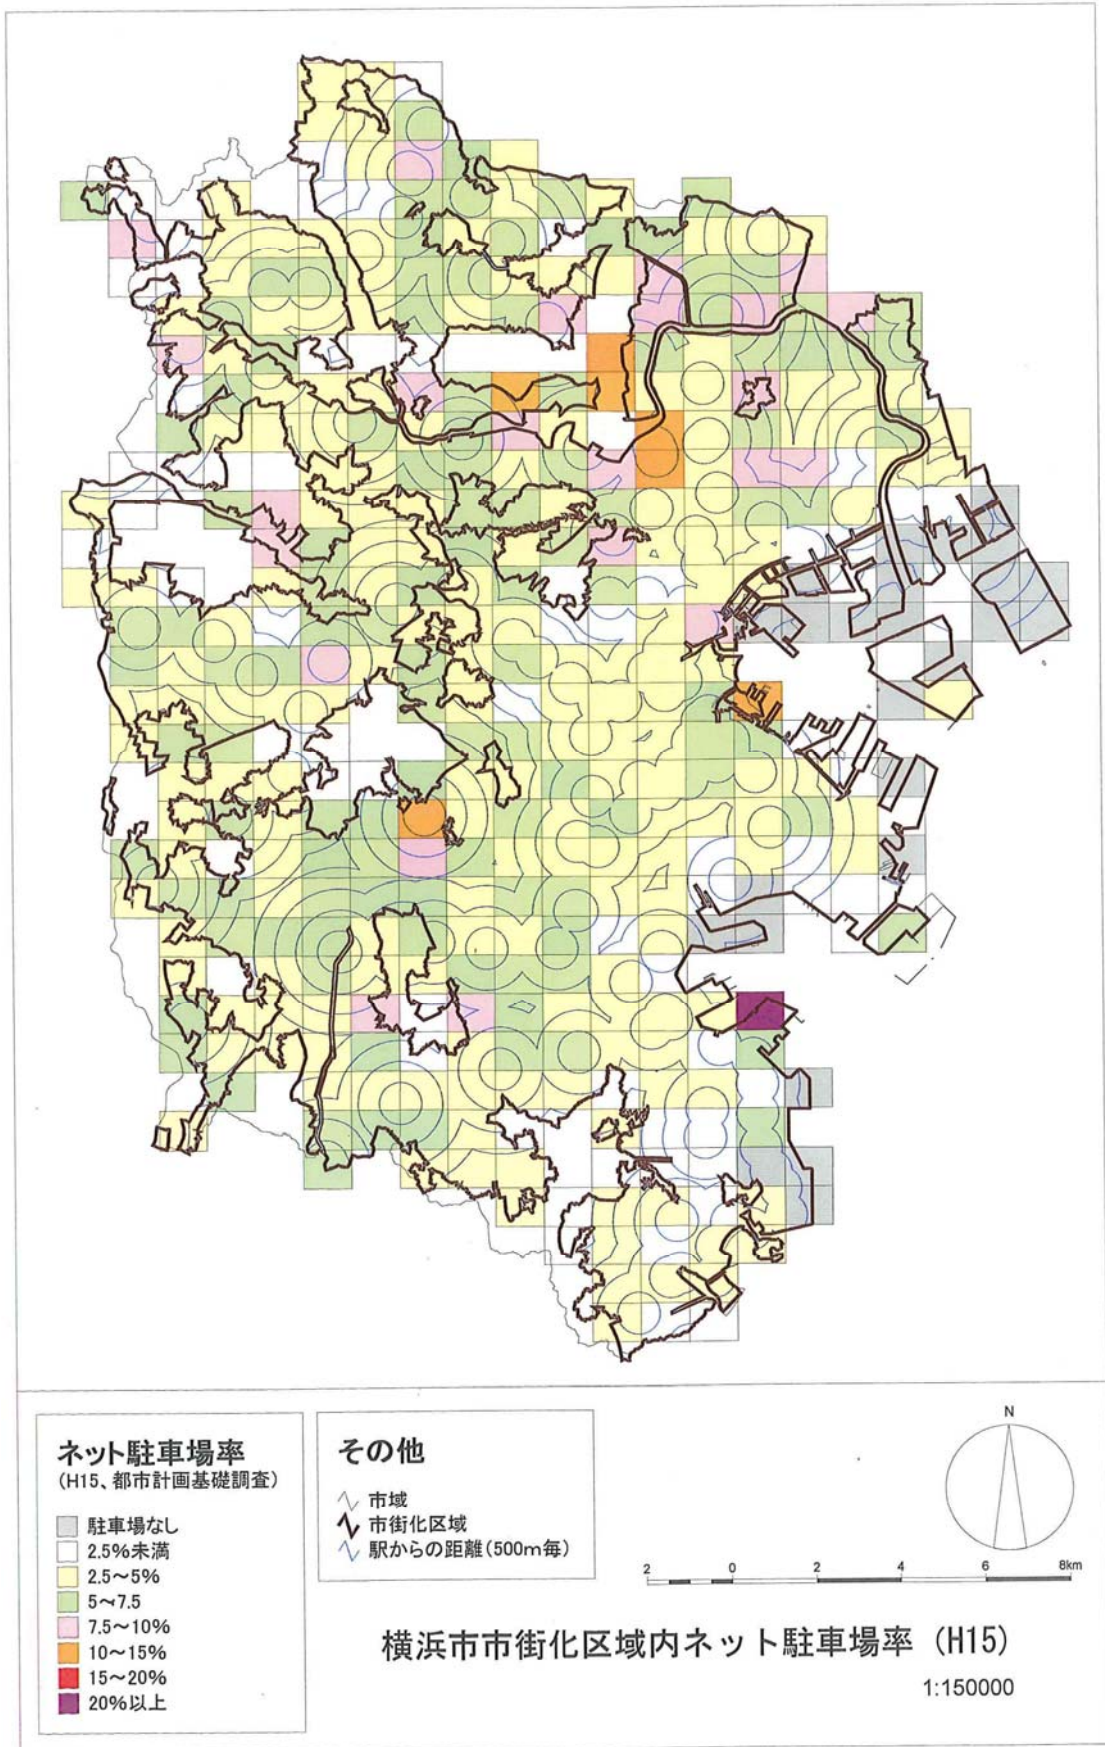 ネット駐車場率
(H15、都市計画基礎調査)
駐車場なし
2.5%未満
2.5～5%
5～7.5
7.5～10%
10～15%
15～20%
20%以上
その他
市域
市街化区域
駅からの距離(500m毎)
N
2 0 2 4 6 8km
横浜市市街化区域内ネット駐車場率 (H15)
1:150000